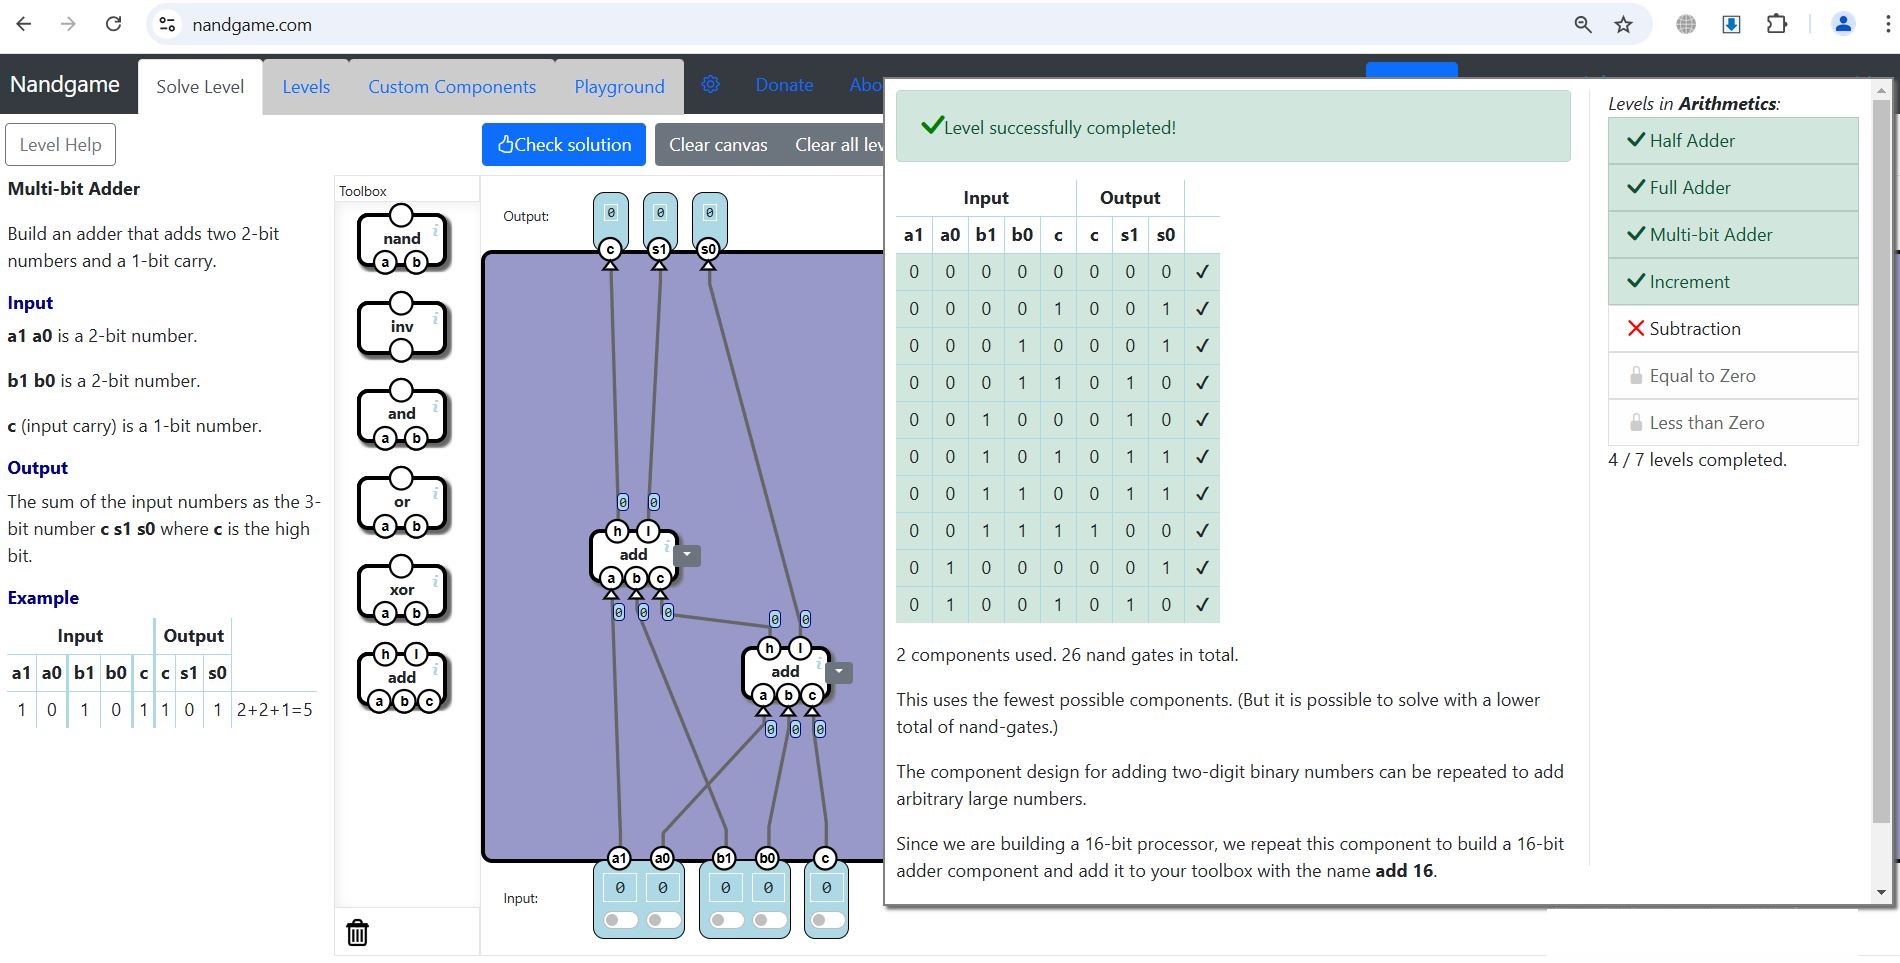 nandgame.com
Nandgame
Solve Level
Levels
Custom Components
Playground
Donate
Level Help
Check solution
Clear canvas
Clear all
Multi-bit Adder
Build an adder that adds two 2-bit
numbers and a 1-bit carry.
Input
a1 a0 is a 2-bit number.
b1 b0 is a 2-bit number.
c (input carry) is a 1-bit number.
Output
The sum of the input numbers as the 3-
bit number c s1 s0 where c is the high
bit.
Example
Input Output
a1 a0 b1 b0 c c s1 s0
1 0 1 0 1 1 0 1 2+2+1=5
Toolbox
nand
a b
inv
and
a b
or
a b
xor
a b
h l
add
a b c
Output:
0 0 0
c s1 s0
0 0
h l
add
a b c
0 0 0
0 0
h l
add
a b c
0 0 0
a1 a0 b1 b0 c
Input:
0 0 0 0 0
Level successfully completed!
Input Output
a1 a0 b1 b0 c c s1 s0
0 0 0 0 0 0 0 0
0 0 0 0 1 0 0 1
0 0 0 1 0 0 0 1
0 0 0 1 1 0 1 0
0 0 1 0 0 0 1 0
0 0 1 0 1 0 1 1
0 0 1 1 0 0 1 1
0 0 1 1 1 1 0 0
0 1 0 0 0 0 0 1
0 1 0 0 1 0 1 0
2 components used. 26 nand gates in total.
This uses the fewest possible components. (But it is possible to solve with a lower
total of nand-gates.)
The component design for adding two-digit binary numbers can be repeated to add
arbitrary large numbers.
Since we are building a 16-bit processor, we repeat this component to build a 16-bit
adder component and add it to your toolbox with the name add 16.
Levels in Arithmetics:
Half Adder
Full Adder
Multi-bit Adder
Increment
Subtraction
Equal to Zero
Less than Zero
4 / 7 levels completed.